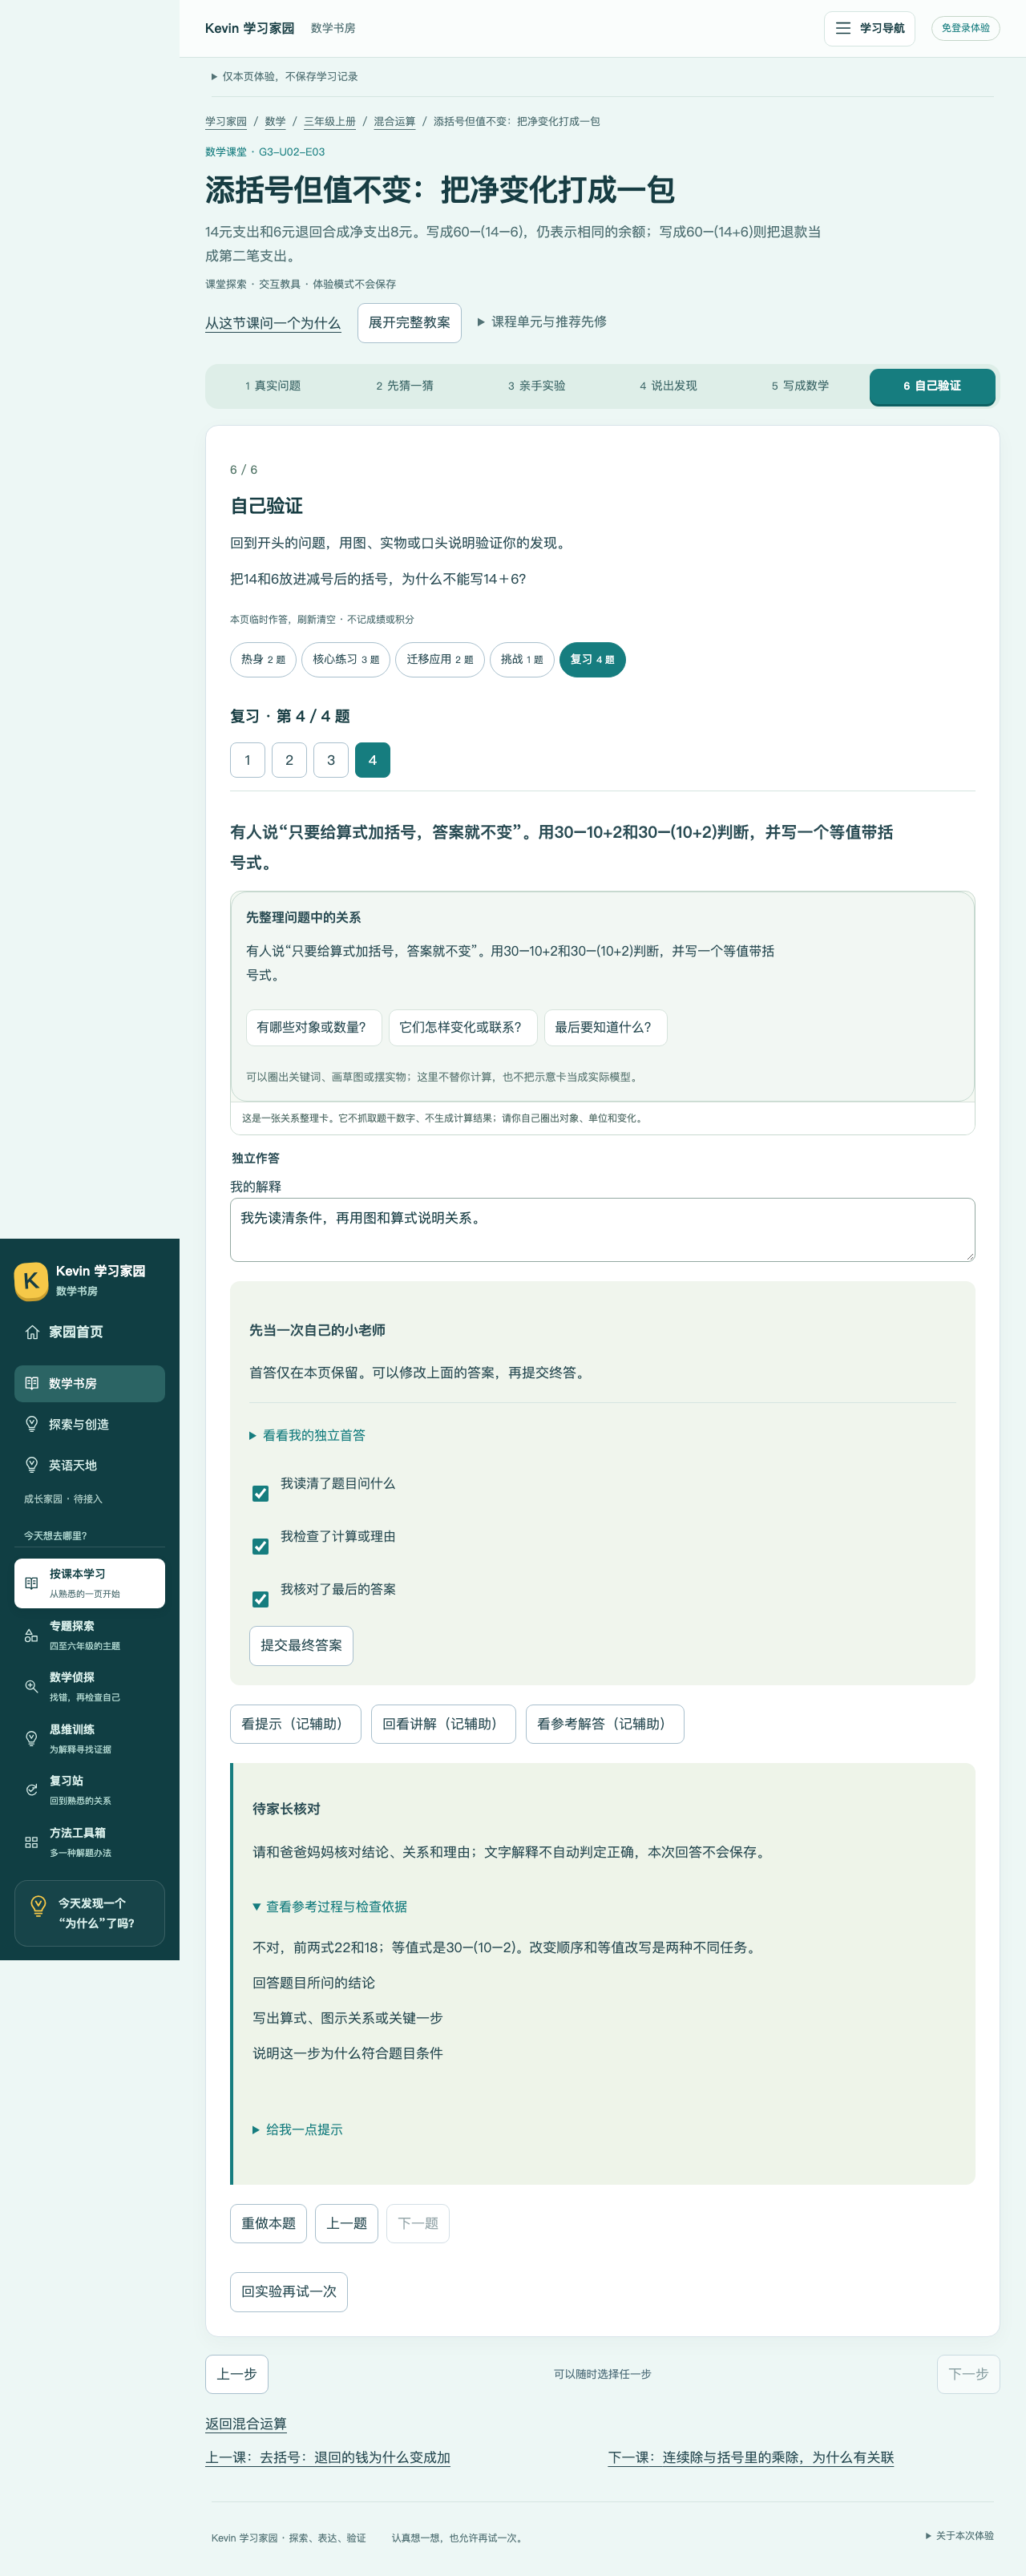 Kevin 学习家园 数学书房 学习导航 免登录体验
仅本页体验，不保存学习记录
学习家园 / 数学 / 三年级上册 / 混合运算 / 添括号但值不变：把净变化打成一包
数学课堂 · G3-U02-E03
添括号但值不变：把净变化打成一包
14元支出和6元退回合成净支出8元。写成60−(14−6)，仍表示相同的余额；写成60−(14+6)则把退款当
成第二笔支出。
课堂探索 · 交互教具 · 体验模式不会保存
从这节课问一个为什么 展开完整教案 课程单元与推荐先修
1 真实问题 2 先猜一猜 3 亲手实验 4 说出发现 5 写成数学 6 自己验证
6 / 6
自己验证
回到开头的问题，用图、实物或口头说明验证你的发现。
把14和6放进减号后的括号，为什么不能写14＋6？
本页临时作答，刷新清空 · 不记成绩或积分
热身 2 题 核心练习 3 题 迁移应用 2 题 挑战 1 题 复习 4 题
复习 · 第 4 / 4 题
1 2 3 4
有人说“只要给算式加括号，答案就不变”。用30−10+2和30−(10+2)判断，并写一个等值带括
号式。
先整理问题中的关系
有人说“只要给算式加括号，答案就不变”。用30−10+2和30−(10+2)判断，并写一个等值带括
号式。
有哪些对象或数量？ 它们怎样变化或联系？ 最后要知道什么？
可以圈出关键词、画草图或摆实物；这里不替你计算，也不把示意卡当成实际模型。
这是一张关系整理卡。它不抓取题干数字、不生成计算结果；请你自己圈出对象、单位和变化。
独立作答
我的解释
我先读清条件，再用图和算式说明关系。
先当一次自己的小老师
首答仅在本页保留。可以修改上面的答案，再提交终答。
看看我的独立首答
我读清了题目问什么
我检查了计算或理由
我核对了最后的答案
提交最终答案
看提示（记辅助） 回看讲解（记辅助） 看参考解答（记辅助）
待家长核对
请和爸爸妈妈核对结论、关系和理由；文字解释不自动判定正确，本次回答不会保存。
查看参考过程与检查依据
不对，前两式22和18；等值式是30−(10−2)。改变顺序和等值改写是两种不同任务。
回答题目所问的结论
写出算式、图示关系或关键一步
说明这一步为什么符合题目条件
给我一点提示
重做本题 上一题 下一题
回实验再试一次
上一步 可以随时选择任一步 下一步
返回混合运算
上一课：去括号：退回的钱为什么变成加 下一课：连续除与括号里的乘除，为什么有关联
Kevin 学习家园 · 探索、表达、验证 认真想一想，也允许再试一次。 关于本次体验
K
Kevin 学习家园
数学书房
家园首页
数学书房
探索与创造
英语天地
成长家园 · 待接入
今天想去哪里？
按课本学习
从熟悉的一页开始
专题探索
四至六年级的主题
数学侦探
找错，再检查自己
思维训练
为解释寻找证据
复习站
回到熟悉的关系
方法工具箱
多一种解题办法
今天发现一个
“为什么”了吗？